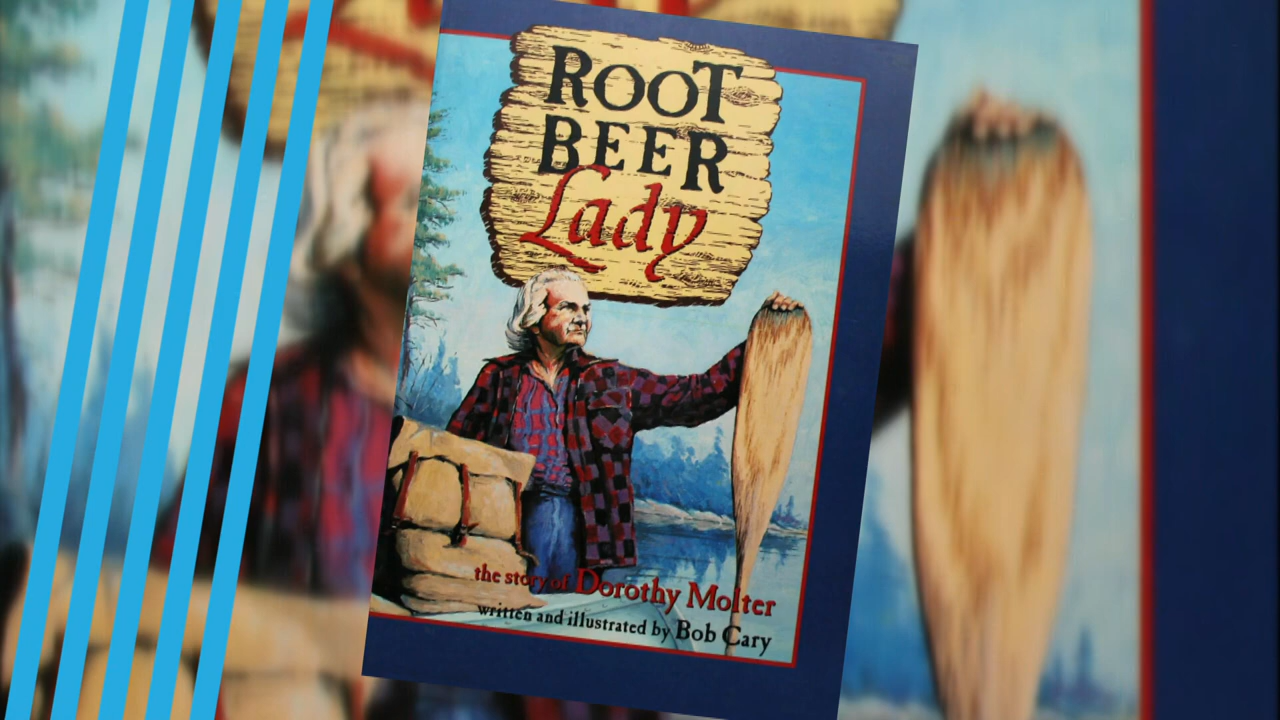 ROOT
BEER
Lady
the story of Dorothy Molter
written and illustrated by Bob Cary